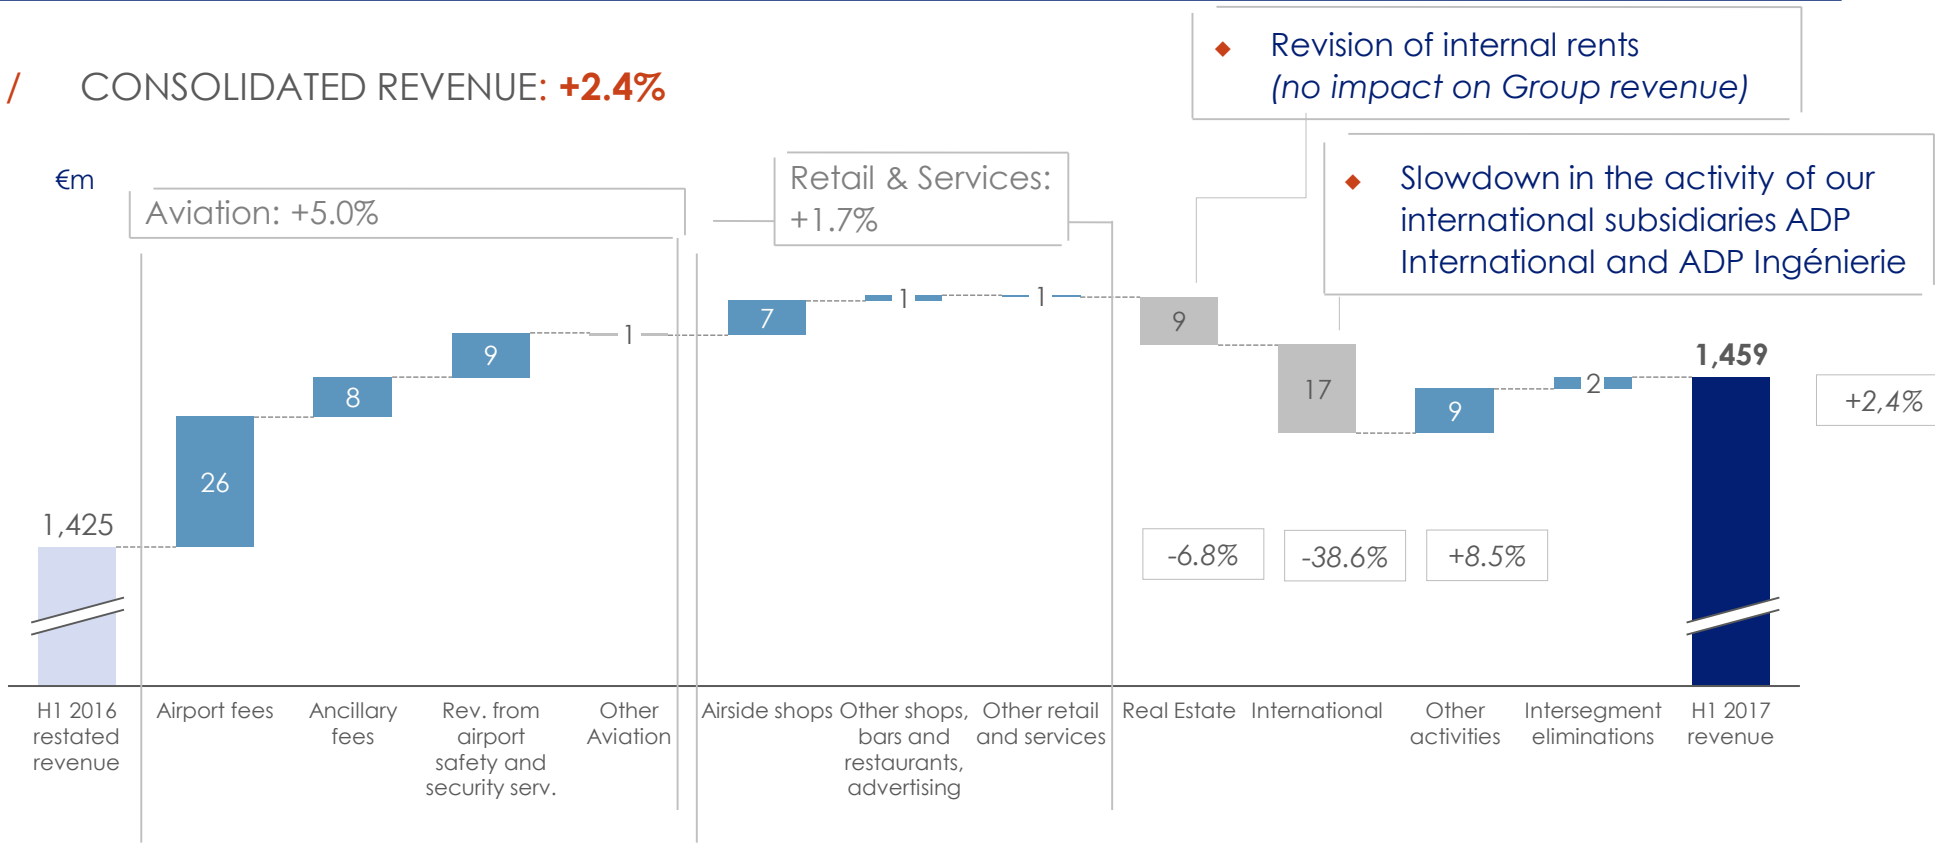 / CONSOLIDATED REVENUE: +2.4%
◆ Revision of internal rents
(no impact on Group revenue)
◆ Slowdown in the activity of our
international subsidiaries ADP
International and ADP Ingénierie
€m
Aviation: +5.0%
Retail & Services:
+1.7%
1,425
26
8
9
1
7
1
1
9
17
9
2
1,459
+2,4%
-6.8%
-38.6%
+8.5%
H1 2016
restated
revenue
Airport fees
Ancillary
fees
Rev. from
airport
safety and
security serv.
Other
Aviation
Airside shops
Other shops,
bars and
restaurants,
advertising
Other retail
and services
Real Estate
International
Other
activities
Intersegment
eliminations
H1 2017
revenue